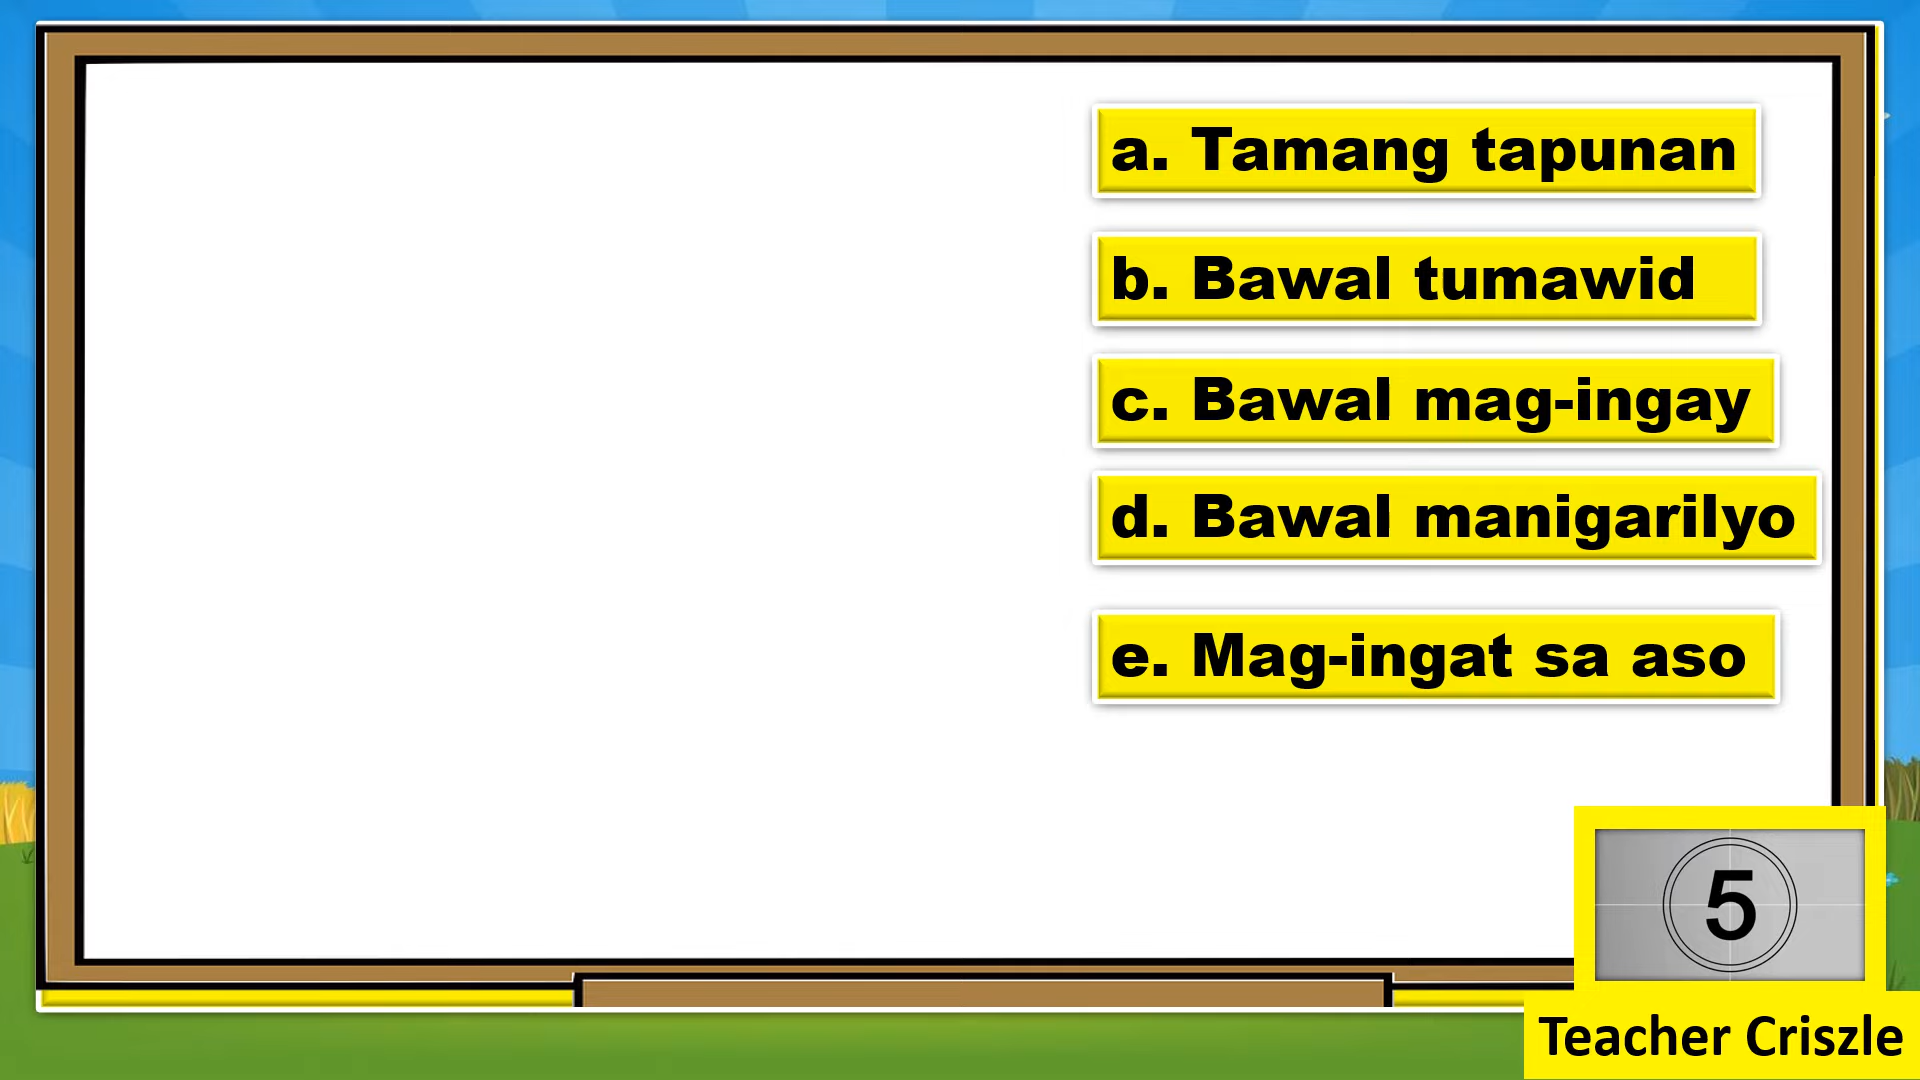 a. Tamang tapunan
b. Bawal tumawid
c. Bawal mag-ingay
d. Bawal manigarilyo
e. Mag-ingat sa aso
5
Teacher Criszle